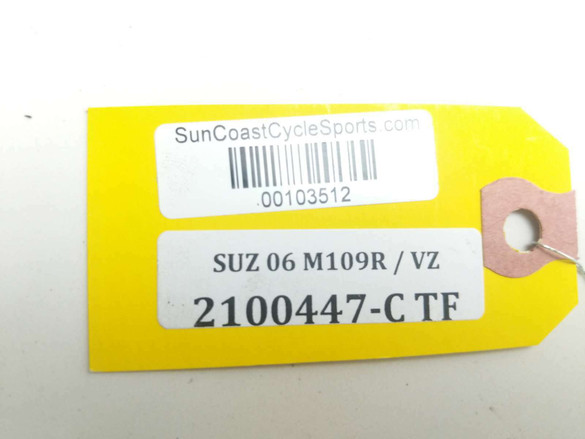 SunCoastCycleSports.com
00103512
SUZ 06 M109R / VZ
2100447-C TF